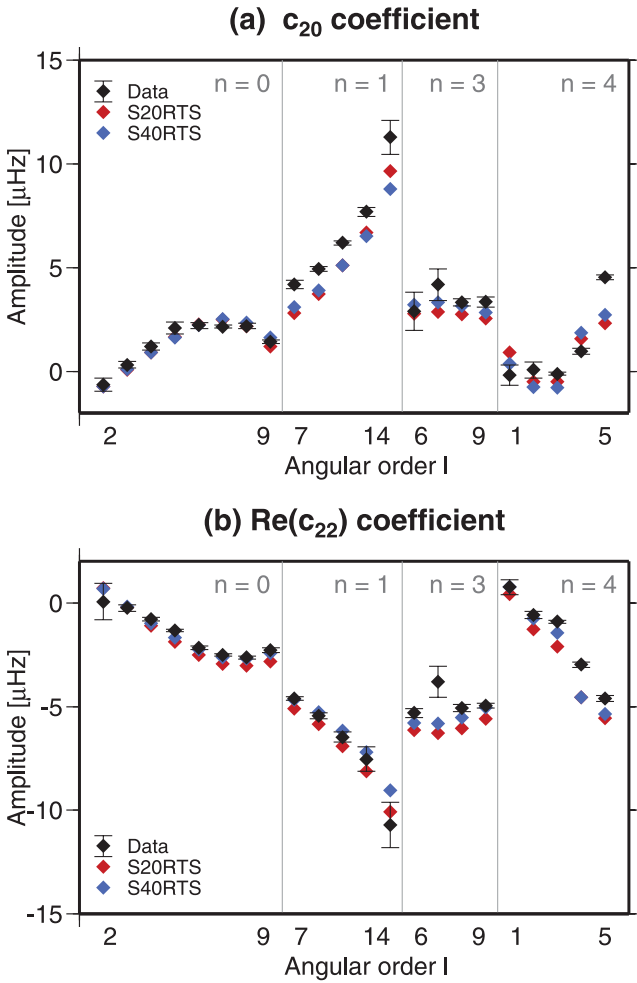 (a) c20 coefficient
15
10
5
0
Amplitude [μHz]
n = 0
n = 1
n = 3
n = 4
Data
S20RTS
S40RTS
2
9
7
14
6
9
1
5
Angular order l
(b) Re(c22) coefficient
0
-5
-10
-15
Amplitude [μHz]
n = 0
n = 1
n = 3
n = 4
Data
S20RTS
S40RTS
2
9
7
14
6
9
1
5
Angular order l